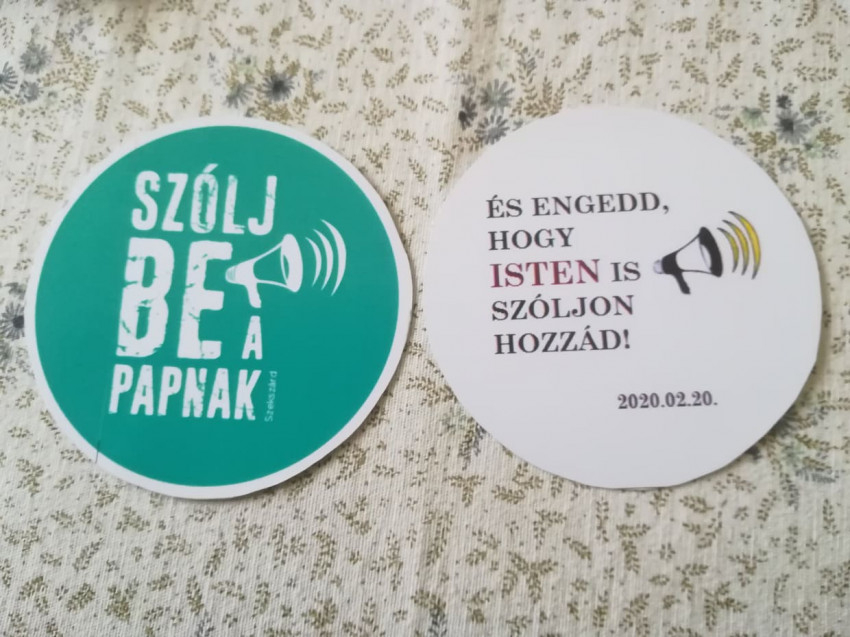 SZÓLJ
BE
A
PAPNAK
Szekszárd
ÉS ENGEDD,
HOGY
ISTEN IS
SZÓLJON
HOZZÁD!
2020.02.20.